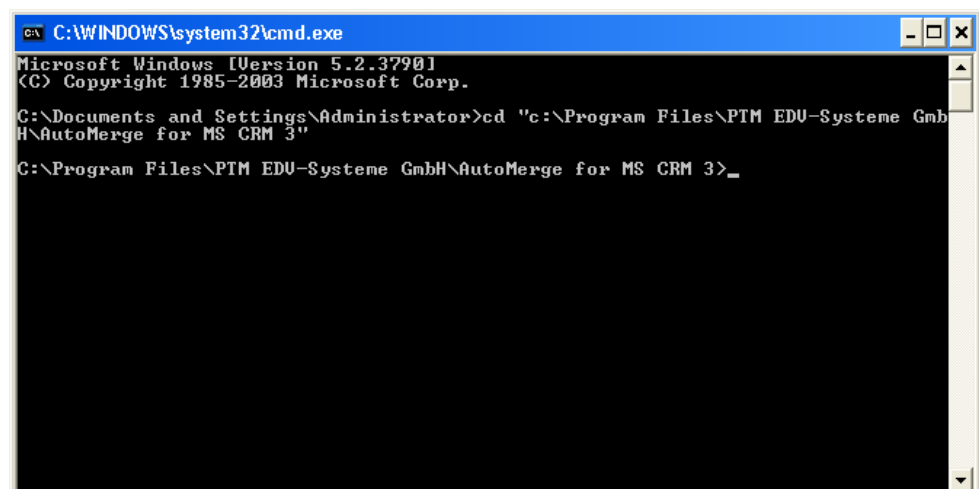 C:\WINDOWS\system32\cmd.exe
Microsoft Windows [Version 5.2.3790]
(C) Copyright 1985-2003 Microsoft Corp.
C:\Documents and Settings\Administrator>cd "c:\Program Files\PTM EDV-Systeme Gmb
H\AutoMerge for MS CRM 3"
C:\Program Files\PTM EDV-Systeme GmbH\AutoMerge for MS CRM 3>_